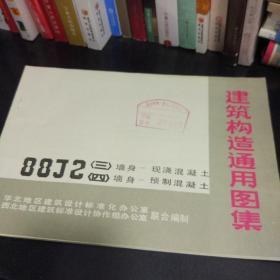 建筑构造通用图集
88J2 (三) 墙身—现浇混凝土
(四) 墙身—预制混凝土
华北地区建筑设计标准化办公室
西北地区建筑标准设计协作组办公室 联合编制